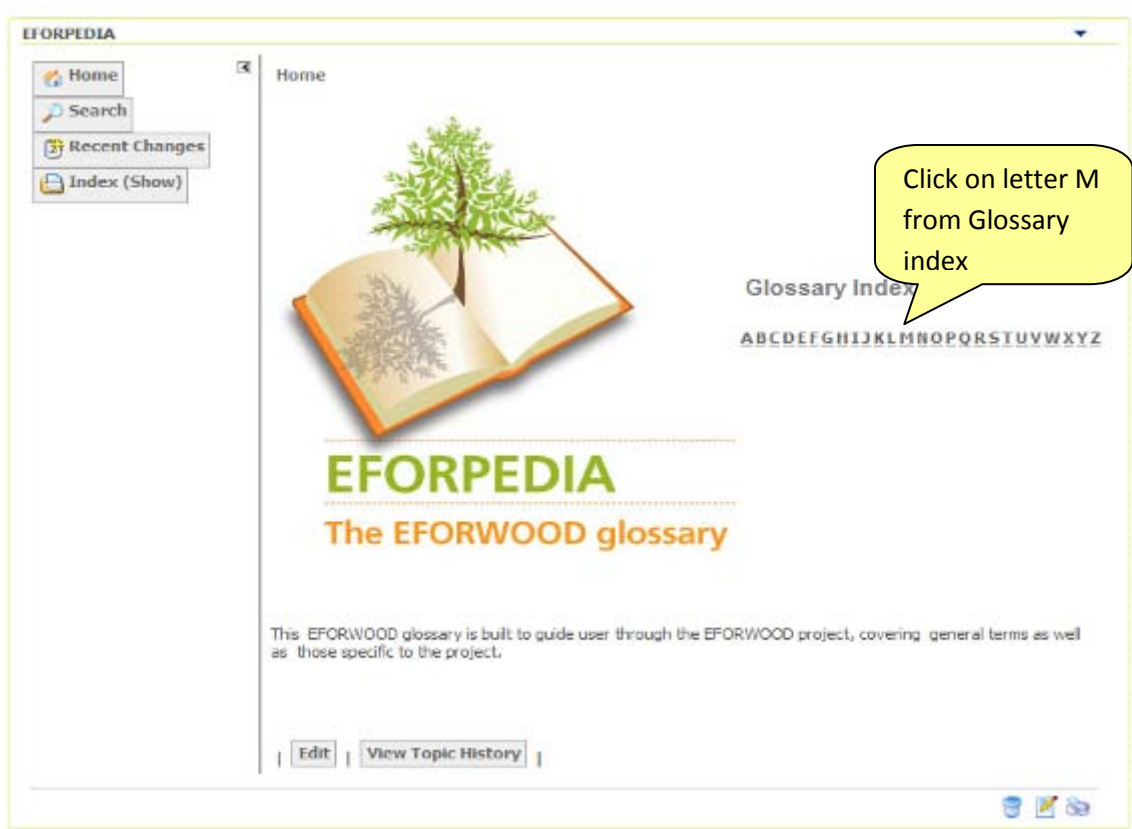 EFORPEDIA
Home
Search
Recent Changes
Index (Show)
Home
Click on letter M
from Glossary
index
Glossary Index
A B C D E F G H I J K L M N O P Q R S T U V W X Y Z
EFORPEDIA
The EFORWOOD glossary
This EFORWOOD glossary is built to guide user through the EFORWOOD project, covering general terms as well
as those specific to the project.
| Edit | View Topic History |